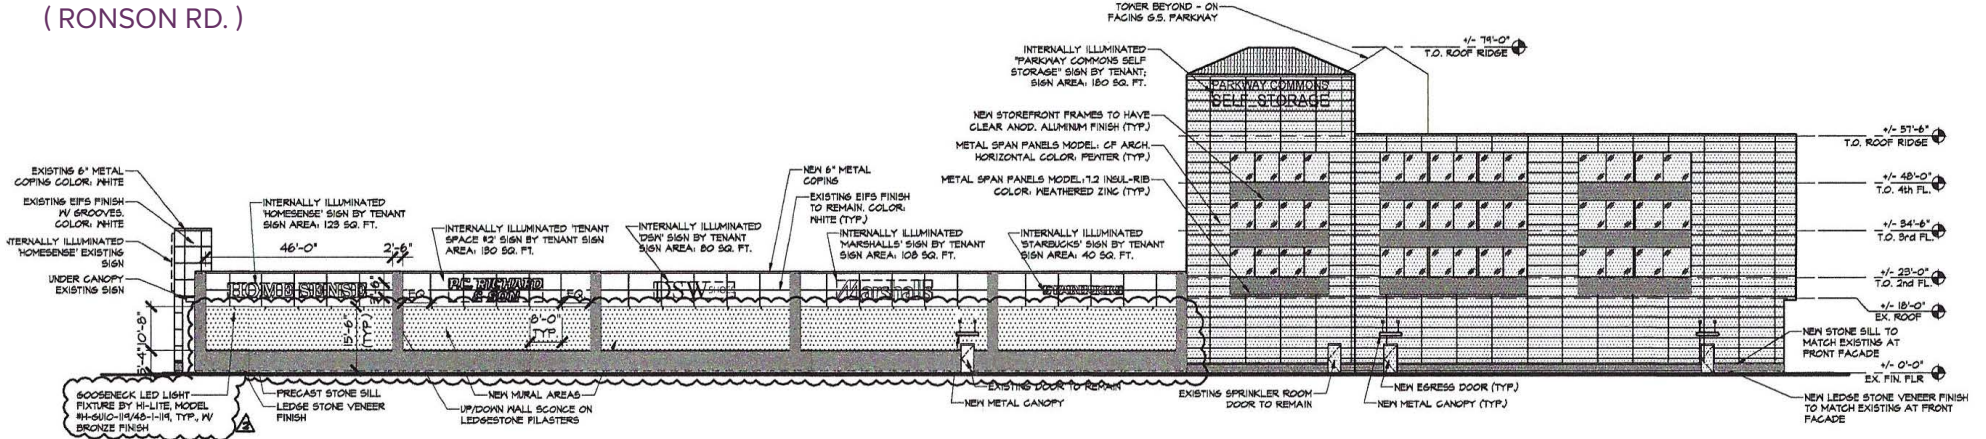 ( RONSON RD. )
TOWER BEYOND - ON
FACING G.S. PARKWAY
INTERNALLY ILLUMINATED
"PARKWAY COMMONS SELF
STORAGE" SIGN BY TENANT;
SIGN AREA: 180 SQ. FT.
NEW STOREFRONT FRAMES TO HAVE
CLEAR ANOD. ALUMINUM FINISH (TYP.)
METAL SPAN PANELS MODEL: CF ARCH.
HORIZONTAL COLOR: PEWTER (TYP.)
METAL SPAN PANELS MODEL: 7.2 INSUL-RIB
COLOR: WEATHERED ZINC (TYP.)
PARKWAY COMMONS
SELF STORAGE
+/- 79'-0"
T.O. ROOF RIDGE
+/- 57'-6"
T.O. ROOF RIDGE
+/- 48'-0"
T.O. 4th FL.
+/- 34'-6"
T.O. 3rd FL.
+/- 23'-0"
T.O. 2nd FL.
+/- 18'-0"
EX. ROOF
+/- 0'-0"
EX. FIN. FLR
EXISTING 6" METAL
COPING COLOR: WHITE
EXISTING EIFS FINISH
W/ GROOVES.
COLOR: WHITE
NTERNALLY ILLUMINATED
'HOMESENSE' EXISTING
SIGN
UNDER CANOPY
EXISTING SIGN
INTERNALLY ILLUMINATED
'HOMESENSE' SIGN BY TENANT
SIGN AREA: 123 SQ. FT.
46'-0"
2'-6"
INTERNALLY ILLUMINATED 'TENANT
SPACE #2' SIGN BY TENANT SIGN
AREA: 130 SQ. FT.
INTERNALLY ILLUMINATED
'DSW' SIGN BY TENANT
SIGN AREA: 80 SQ. FT.
NEW 6" METAL
COPING
EXISTING EIFS FINISH
TO REMAIN. COLOR:
WHITE (TYP.)
INTERNALLY ILLUMINATED
'MARSHALLS' SIGN BY TENANT
SIGN AREA: 108 SQ. FT.
INTERNALLY ILLUMINATED
'STARBUCKS' SIGN BY TENANT
SIGN AREA: 40 SQ. FT.
HOMESENSE
EQ.
P.C. RICHARD
& SON
EQ.
DSW SHOE
Marshalls
10'-8"
15'-6"
(TYP.)
6'-0"
TYP.
GOOSENECK LED LIGHT
FIXTURE BY HI-LITE, MODEL
#H-6U10-119/48-1-119, TYP., W/
BRONZE FINISH
PRECAST STONE SILL
LEDGE STONE VENEER
FINISH
NEW MURAL AREAS
UP/DOWN WALL SCONCE ON
LEDGESTONE PILASTERS
EXISTING DOOR TO REMAIN
NEW METAL CANOPY
EXISTING SPRINKLER ROOM
DOOR TO REMAIN
NEW EGRESS DOOR (TYP.)
NEW METAL CANOPY (TYP.)
NEW STONE SILL TO
MATCH EXISTING AT
FRONT FACADE
NEW LEDGE STONE VENEER FINISH
TO MATCH EXISTING AT FRONT
FACADE